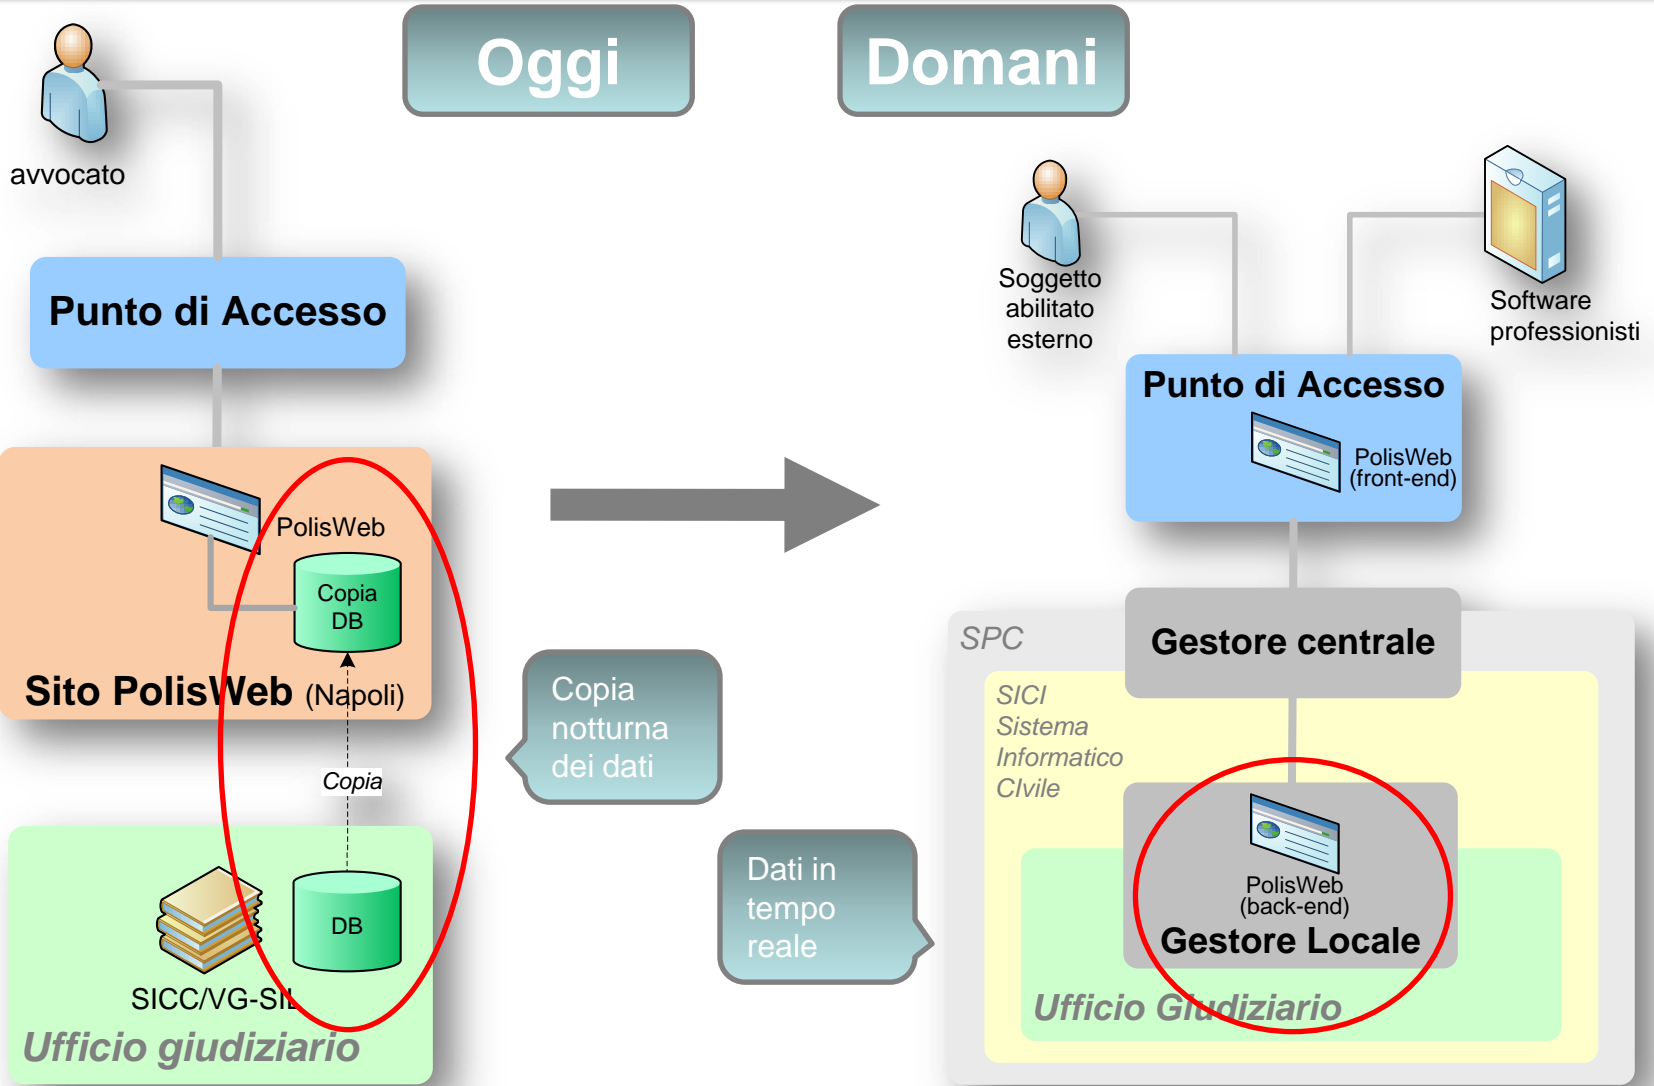 Oggi
Domani
avvocato
Punto di Accesso
PolisWeb
Copia
DB
Sito PolisWeb (Napoli)
Copia
DB
SICC/VG-SIL
Ufficio giudiziario
Copia
notturna
dei dati
Dati in
tempo
reale
Soggetto
abilitato
esterno
Software
professionisti
Punto di Accesso
PolisWeb
(front-end)
SPC
Gestore centrale
SICI
Sistema
Informatico
CIvile
PolisWeb
(back-end)
Gestore Locale
Ufficio Giudiziario